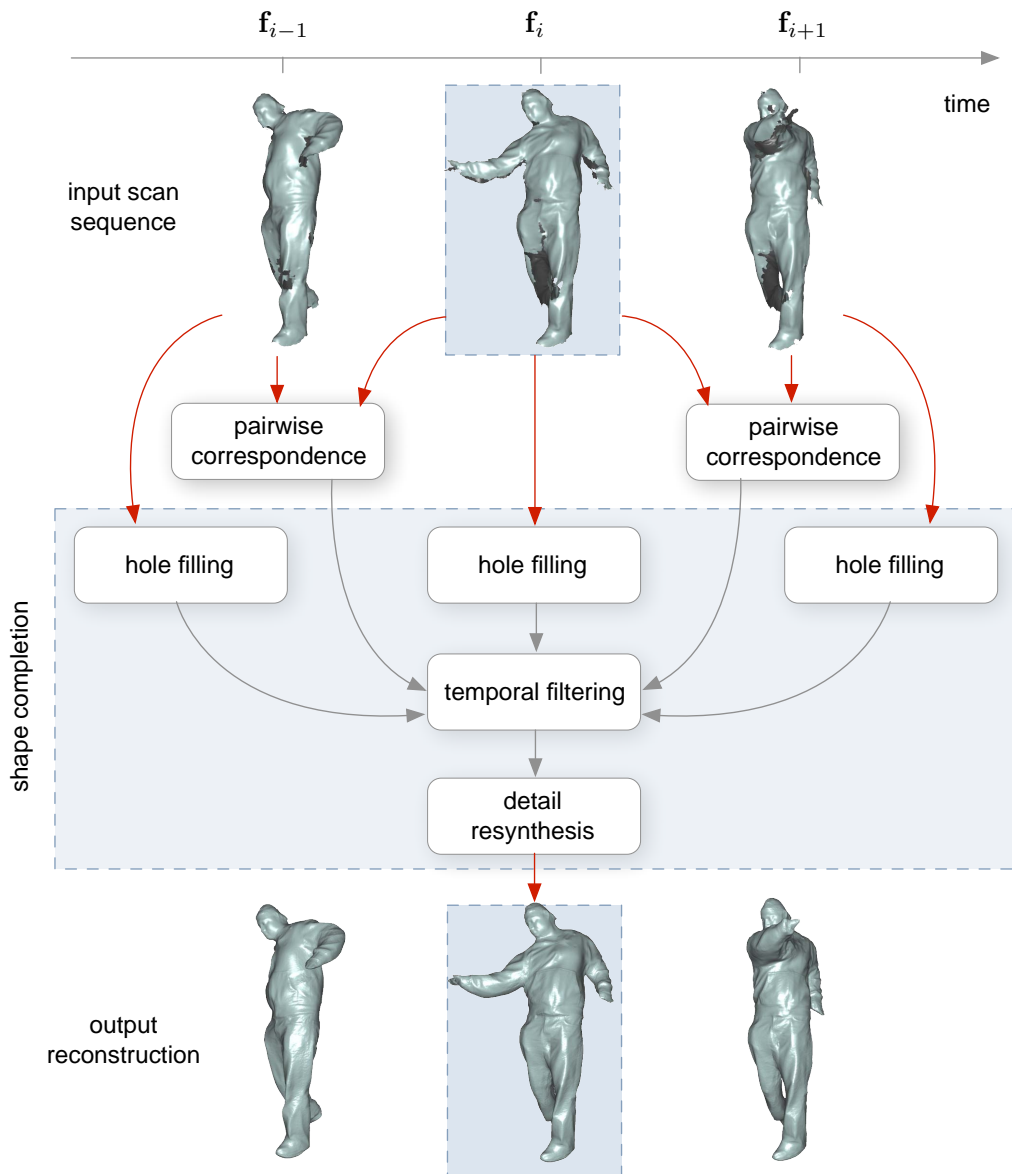 f_{i−1}
f_i
f_{i+1}
time
input scan
sequence
pairwise
correspondence
pairwise
correspondence
hole filling
hole filling
hole filling
shape completion
temporal filtering
detail
resynthesis
output
reconstruction